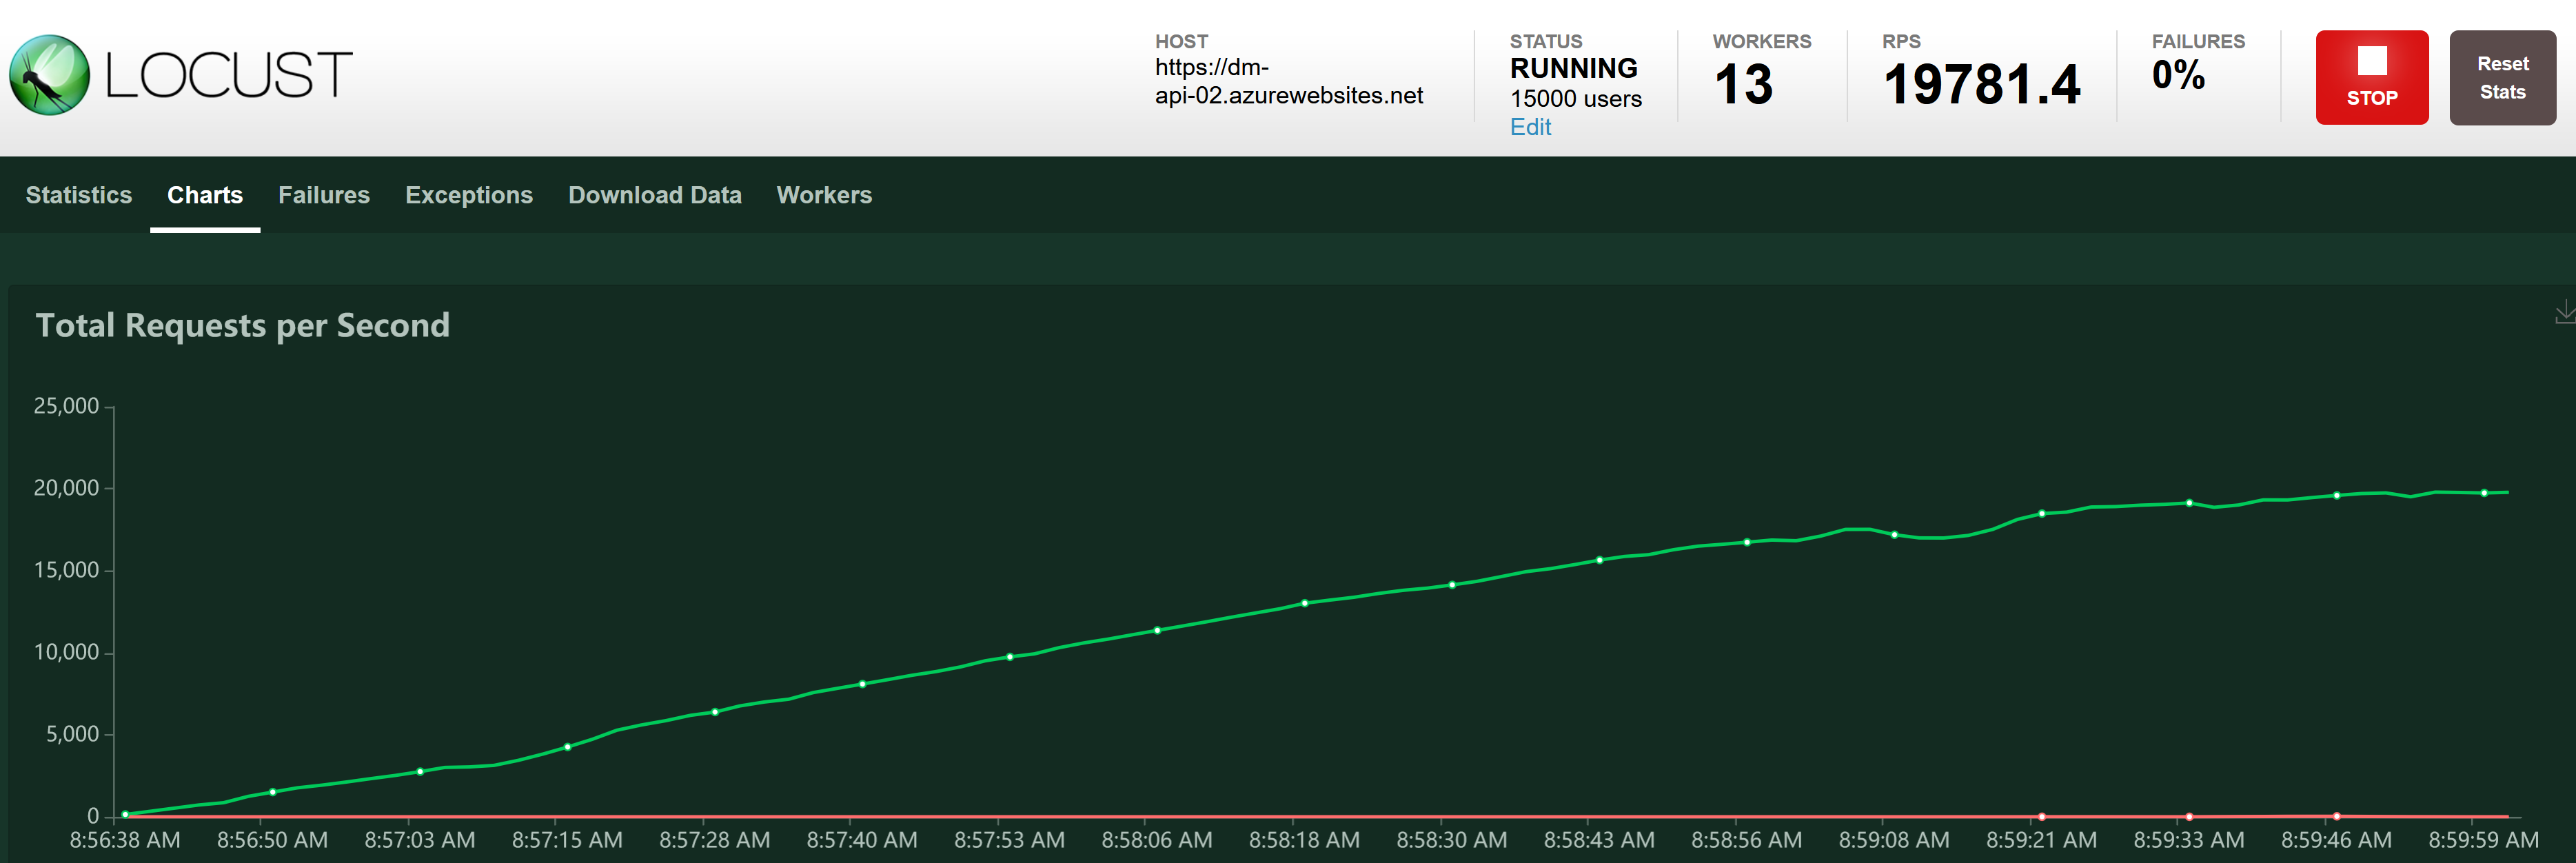 LOCUST
HOST
https://dm-
api-02.azurewebsites.net
STATUS
RUNNING
15000 users
Edit
WORKERS
13
RPS
19781.4
FAILURES
0%
STOP
Reset
Stats
Statistics Charts Failures Exceptions Download Data Workers
Total Requests per Second
25,000
20,000
15,000
10,000
5,000
0
8:56:38 AM 8:56:50 AM 8:57:03 AM 8:57:15 AM 8:57:28 AM 8:57:40 AM 8:57:53 AM 8:58:06 AM 8:58:18 AM 8:58:30 AM 8:58:43 AM 8:58:56 AM 8:59:08 AM 8:59:21 AM 8:59:33 AM 8:59:46 AM 8:59:59 AM